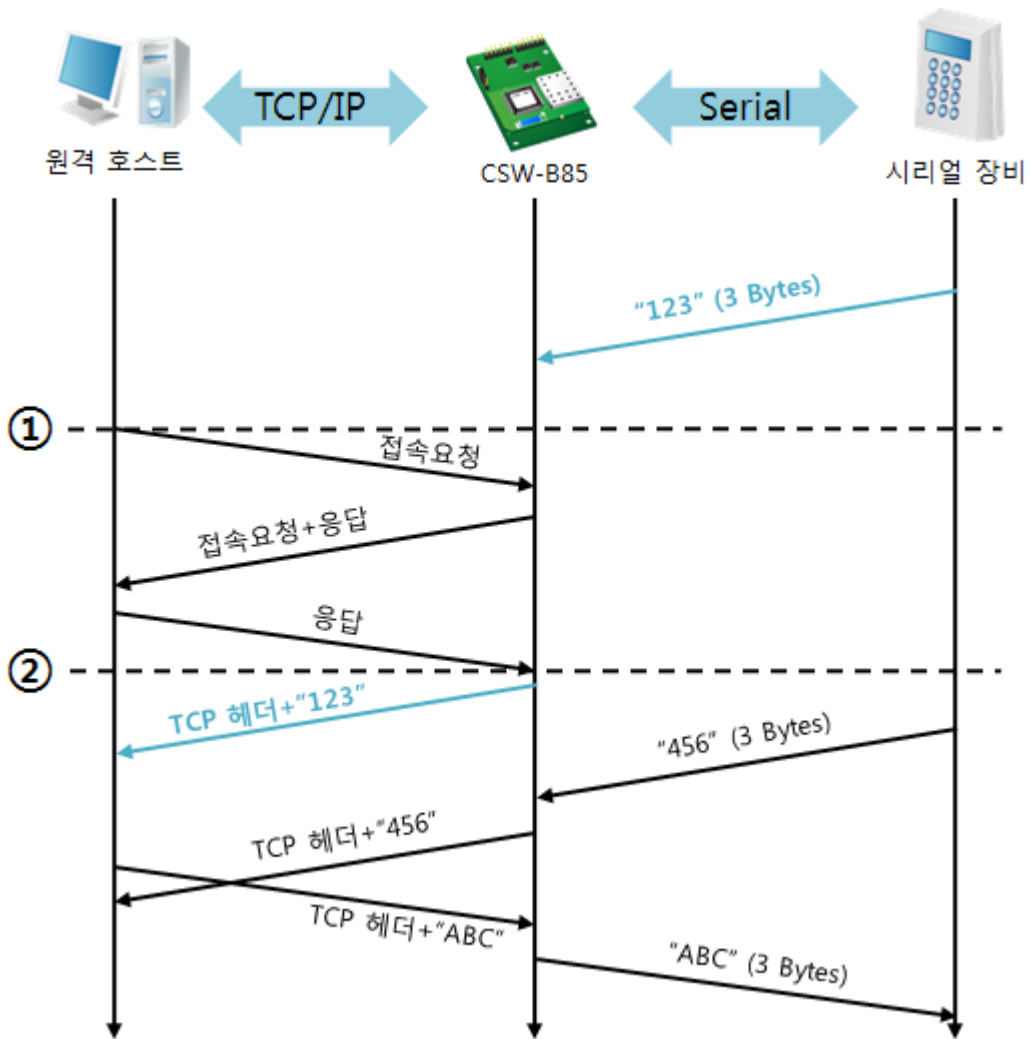 TCP/IP
Serial
원격 호스트
CSW-B85
시리얼 장비
“123” (3 Bytes)
①
접속요청
접속요청+응답
응답
②
TCP 헤더+“123”
“456” (3 Bytes)
TCP 헤더+“456”
TCP 헤더+“ABC”
“ABC” (3 Bytes)